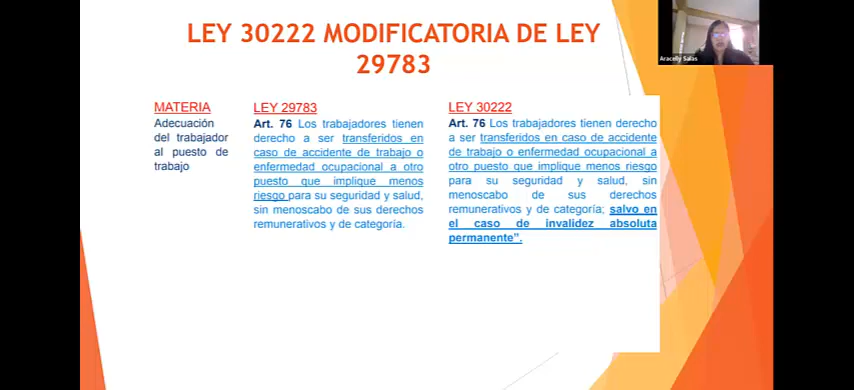 LEY 30222 MODIFICATORIA DE LEY
29783
Aracelly Salas
MATERIA
Adecuación
del trabajador
al puesto de
trabajo
LEY 29783
Art. 76 Los trabajadores tienen
derecho a ser transferidos en
caso de accidente de trabajo o
enfermedad ocupacional a otro
puesto que implique menos
riesgo para su seguridad y salud,
sin menoscabo de sus derechos
remunerativos y de categoría.
LEY 30222
Art. 76 Los trabajadores tienen derecho
a ser transferidos en caso de accidente
de trabajo o enfermedad ocupacional a
otro puesto que implique menos riesgo
para su seguridad y salud, sin
menoscabo de sus derechos
remunerativos y de categoría; salvo en
el caso de invalidez absoluta
permanente”.